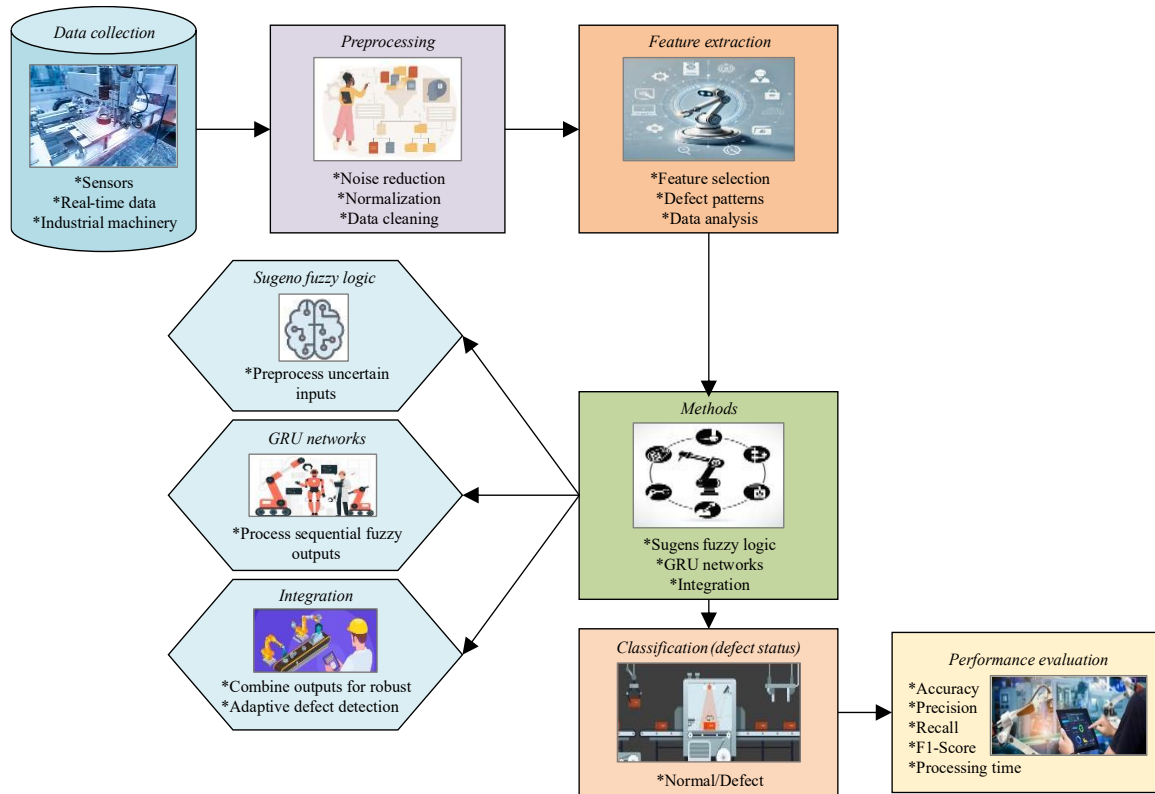 Data collection
*Sensors
*Real-time data
*Industrial machinery
Preprocessing
*Noise reduction
*Normalization
*Data cleaning
Feature extraction
*Feature selection
*Defect patterns
*Data analysis
Sugeno fuzzy logic
*Preprocess uncertain
inputs
GRU networks
*Process sequential fuzzy
outputs
Integration
*Combine outputs for robust
*Adaptive defect detection
Methods
*Sugens fuzzy logic
*GRU networks
*Integration
Classification (defect status)
*Normal/Defect
Performance evaluation
*Accuracy
*Precision
*Recall
*F1-Score
*Processing time